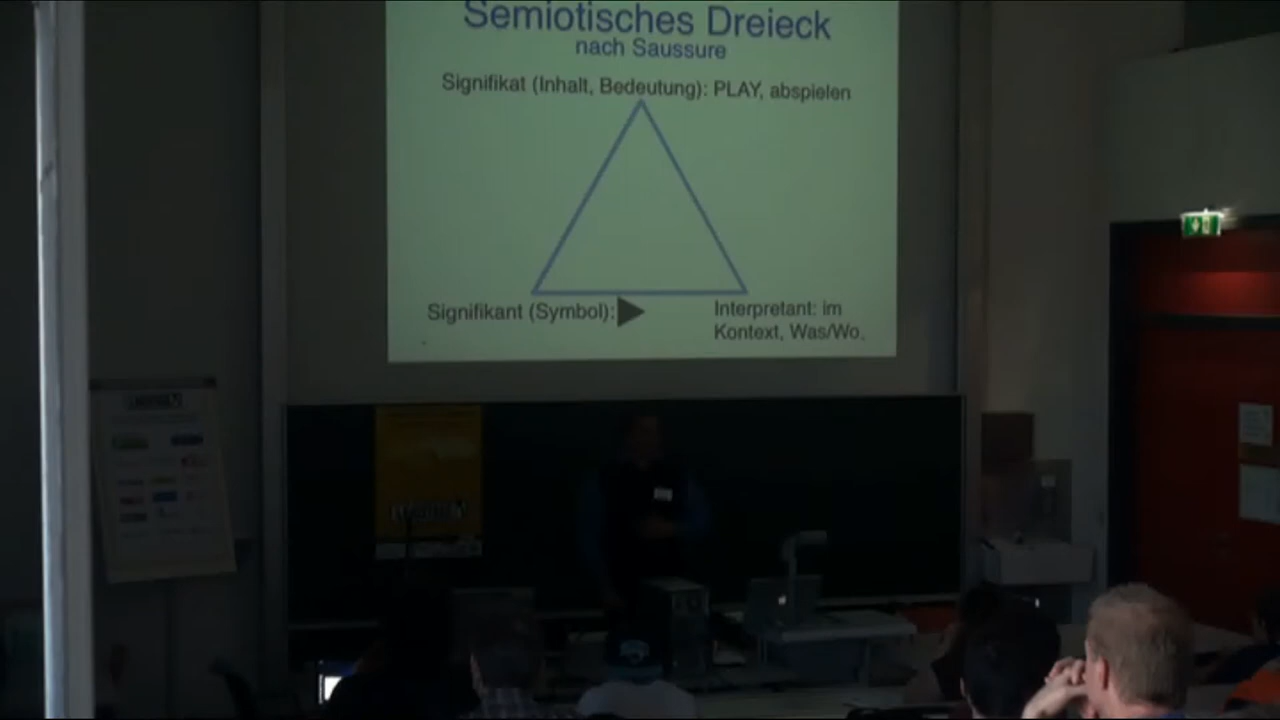 Semiotisches Dreieck
nach Saussure
Signifikat (Inhalt, Bedeutung): PLAY, abspielen
Signifikant (Symbol):
Interpretant: im
Kontext, Was/Wo.